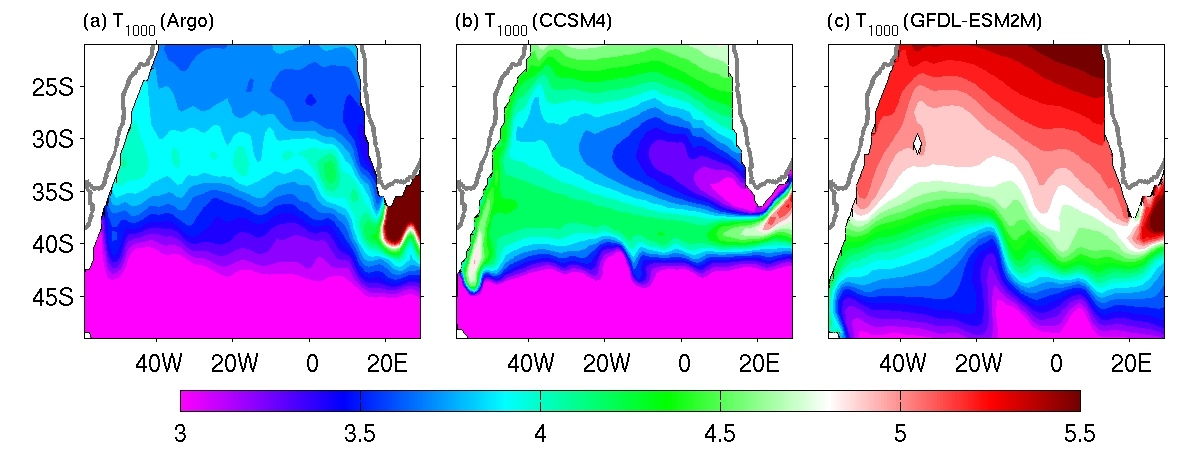 (a) T1000 (Argo) (b) T1000 (CCSM4) (c) T1000 (GFDL-ESM2M)
25S
30S
35S
40S
45S
40W 20W 0 20E 40W 20W 0 20E 40W 20W 0 20E
3 3.5 4 4.5 5 5.5